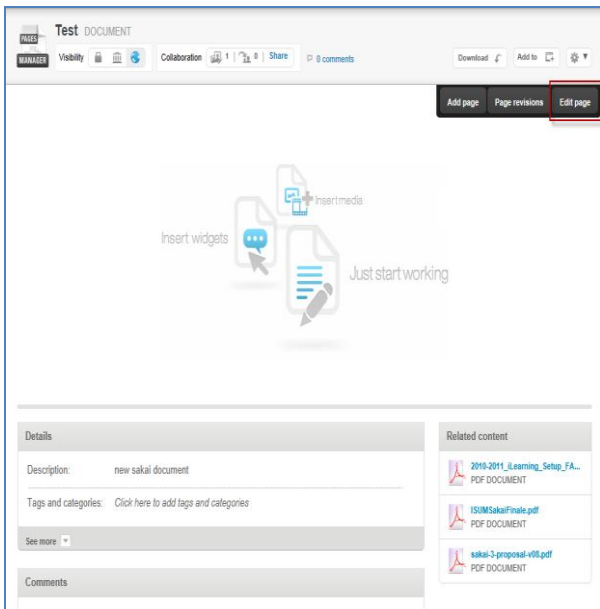 Test DOCUMENT
PAGES
MANAGER
Visibility
Collaboration 1 | 0 | Share
0 comments
Download
Add to
Add page Page revisions Edit page
Insert media
Insert widgets
Just start working
Details
Description: new sakai document
Tags and categories: Click here to add tags and categories
See more
Comments
Related content
2010-2011_iLearning_Setup_FA...
PDF DOCUMENT
ISUMSakaiFinale.pdf
PDF DOCUMENT
sakai-3-proposal-v08.pdf
PDF DOCUMENT